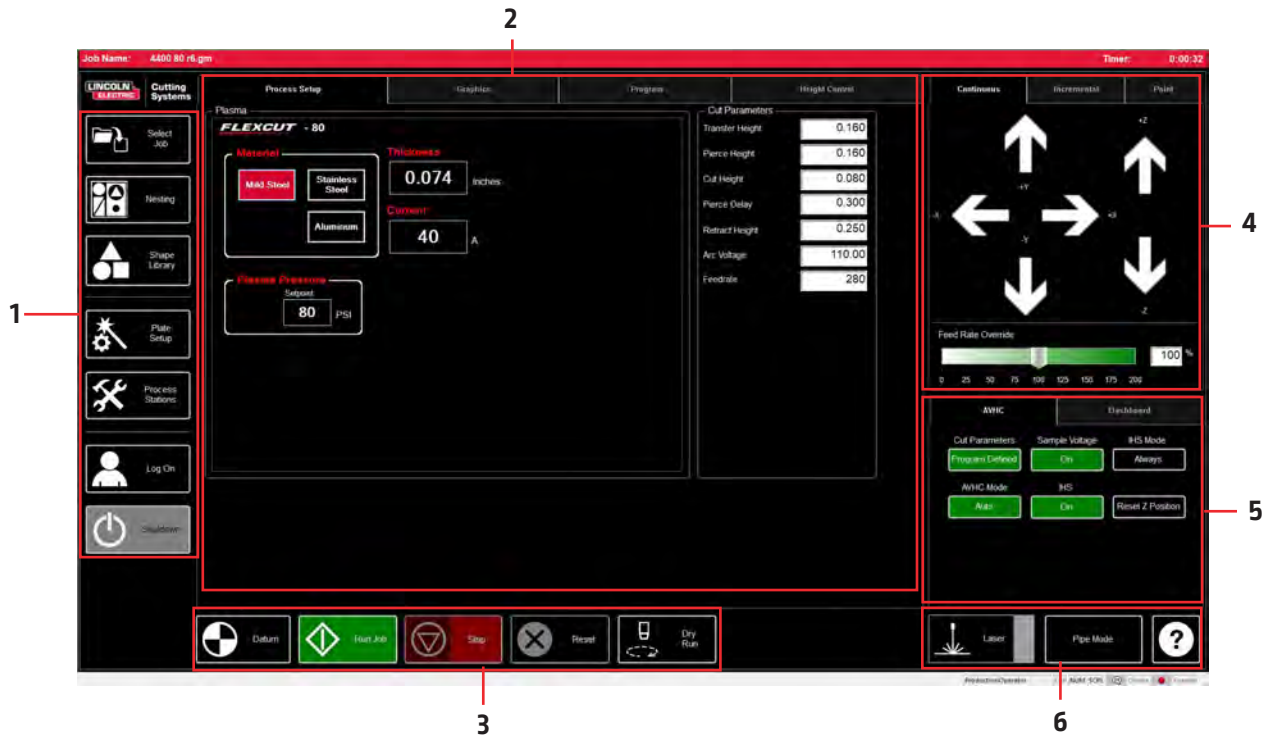 2
Job Name: 4400 80 r6.gm Timer: 0:00:32
LINCOLN ELECTRIC Cutting Systems
Process Setup Graphics Program Height Control
Continuous Incremental Point
Select Job
Nesting
Shape Library
Plate Setup
Process Stations
Log On
Shutdown
1
Plasma
FLEXCUT - 80
Material
Mild Steel
Stainless Steel
Aluminum
Thickness
0.074 Inches
Current
40 A
Plasma Pressure
Setpoint
80 PSI
Cut Parameters
Transfer Height 0.160
Pierce Height 0.160
Cut Height 0.080
Pierce Delay 0.300
Retract Height 0.250
Arc Voltage 110.00
Feedrate 280
+Z
+Y
-X +X
-Y
-Z
4
Feed Rate Override
100 %
0 25 50 75 100 125 150 175 200
AVHC Dashboard
Cut Parameters Sample Voltage IHS Mode
Program Defined On Always
AVHC Mode IHS
Auto On Reset Z Position
5
Datum
Run Job
Stop
Reset
Dry Run
Laser
Pipe Mode
?
ProductionOperator
NUM
3
6